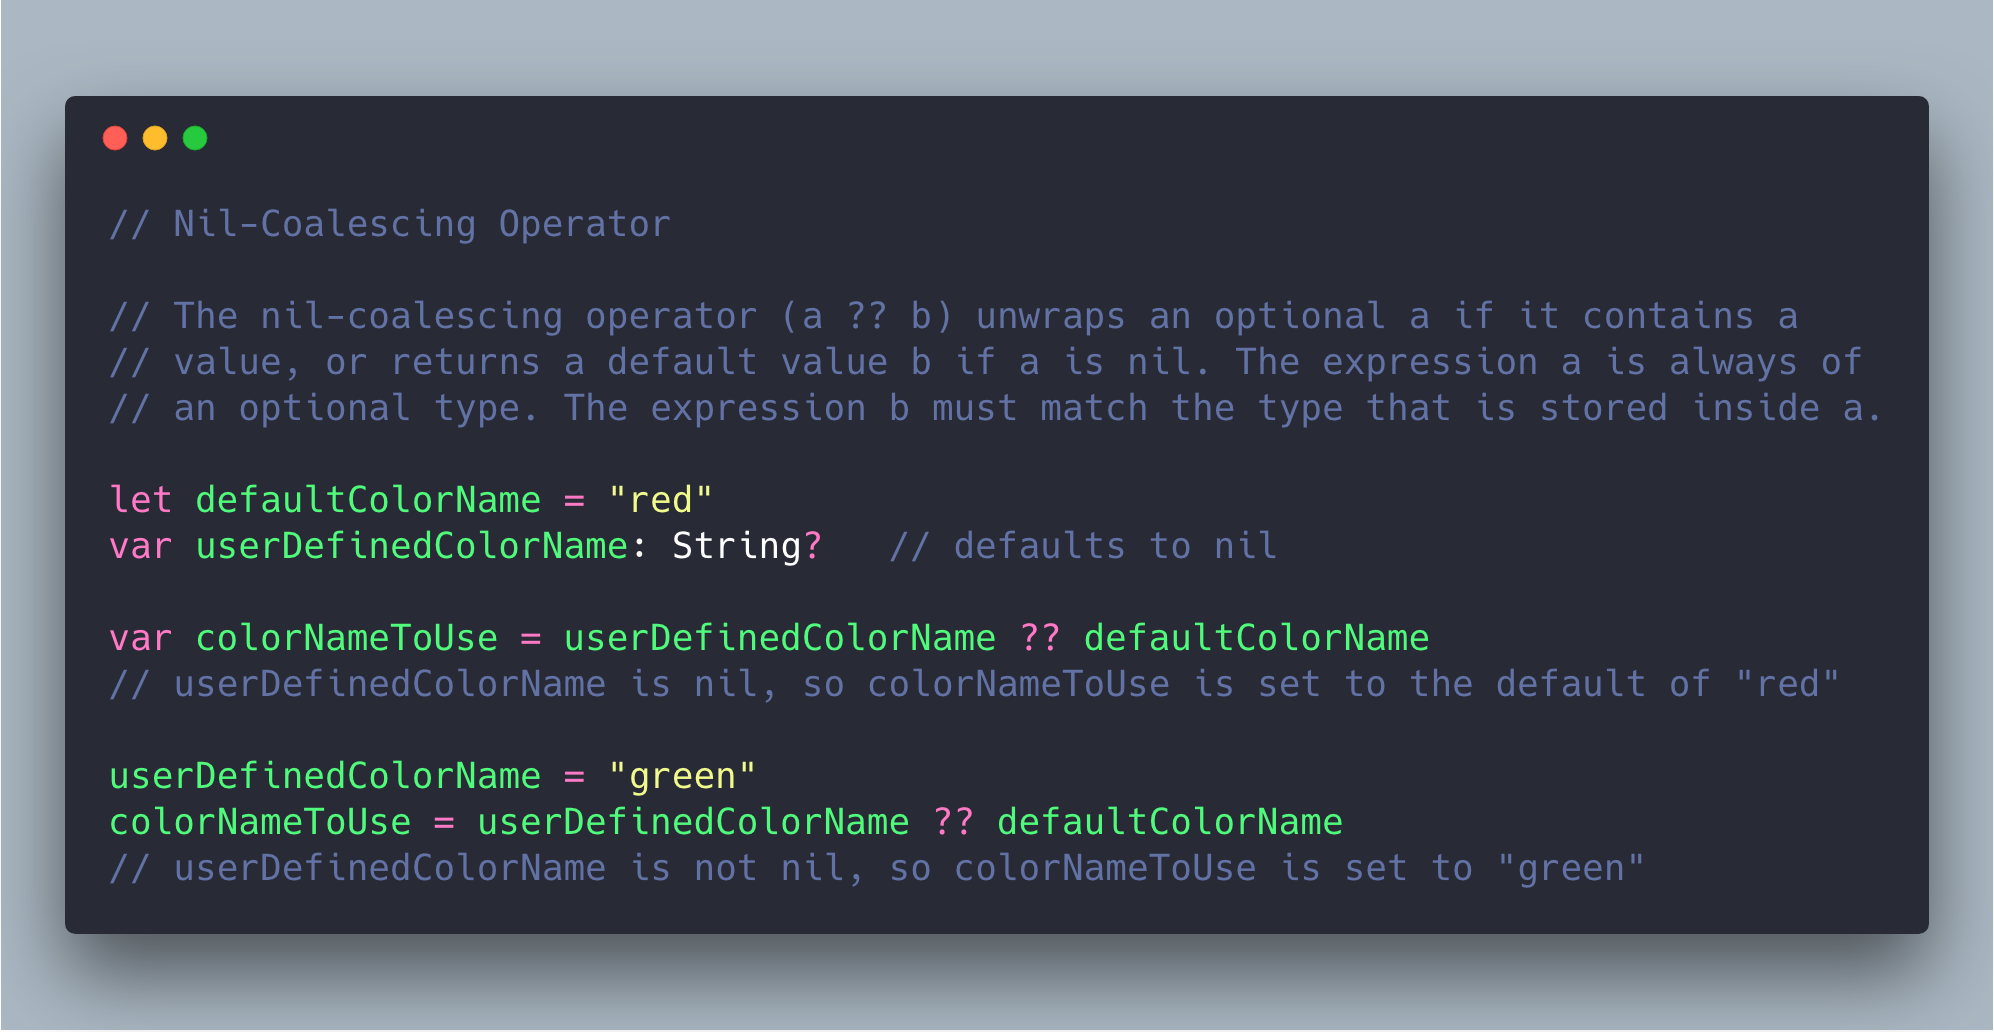 // Nil-Coalescing Operator
// The nil-coalescing operator (a ?? b) unwraps an optional a if it contains a
// value, or returns a default value b if a is nil. The expression a is always of
// an optional type. The expression b must match the type that is stored inside a.
let defaultColorName = "red"
var userDefinedColorName: String?   // defaults to nil
var colorNameToUse = userDefinedColorName ?? defaultColorName
// userDefinedColorName is nil, so colorNameToUse is set to the default of "red"
userDefinedColorName = "green"
colorNameToUse = userDefinedColorName ?? defaultColorName
// userDefinedColorName is not nil, so colorNameToUse is set to "green"